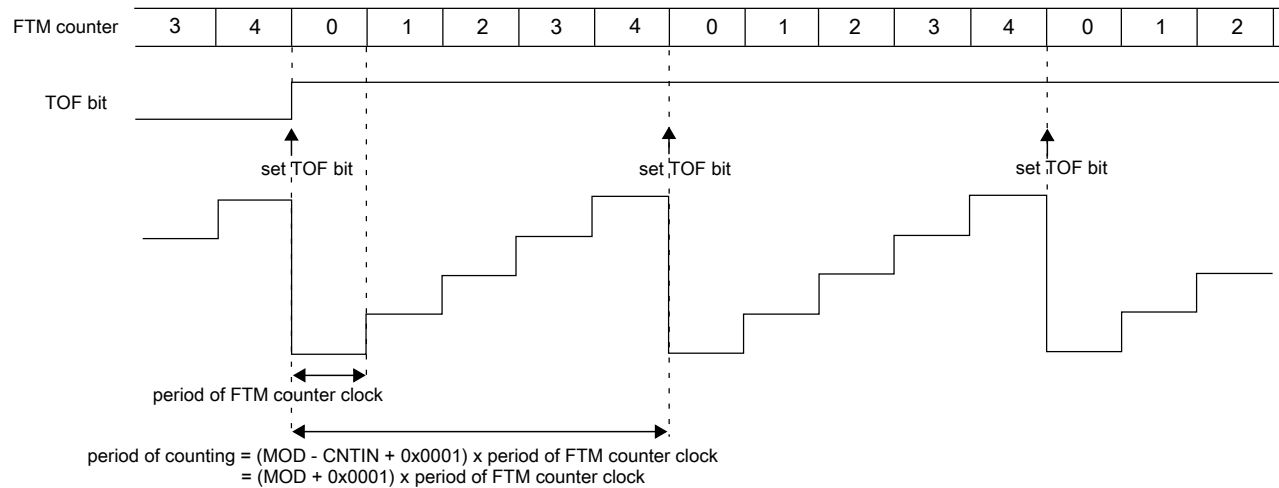 FTM counter 3 4 0 1 2 3 4 0 1 2 3 4 0 1 2
TOF bit
set TOF bit set TOF bit set TOF bit
period of FTM counter clock
period of counting = (MOD - CNTIN + 0x0001) x period of FTM counter clock
= (MOD + 0x0001) x period of FTM counter clock